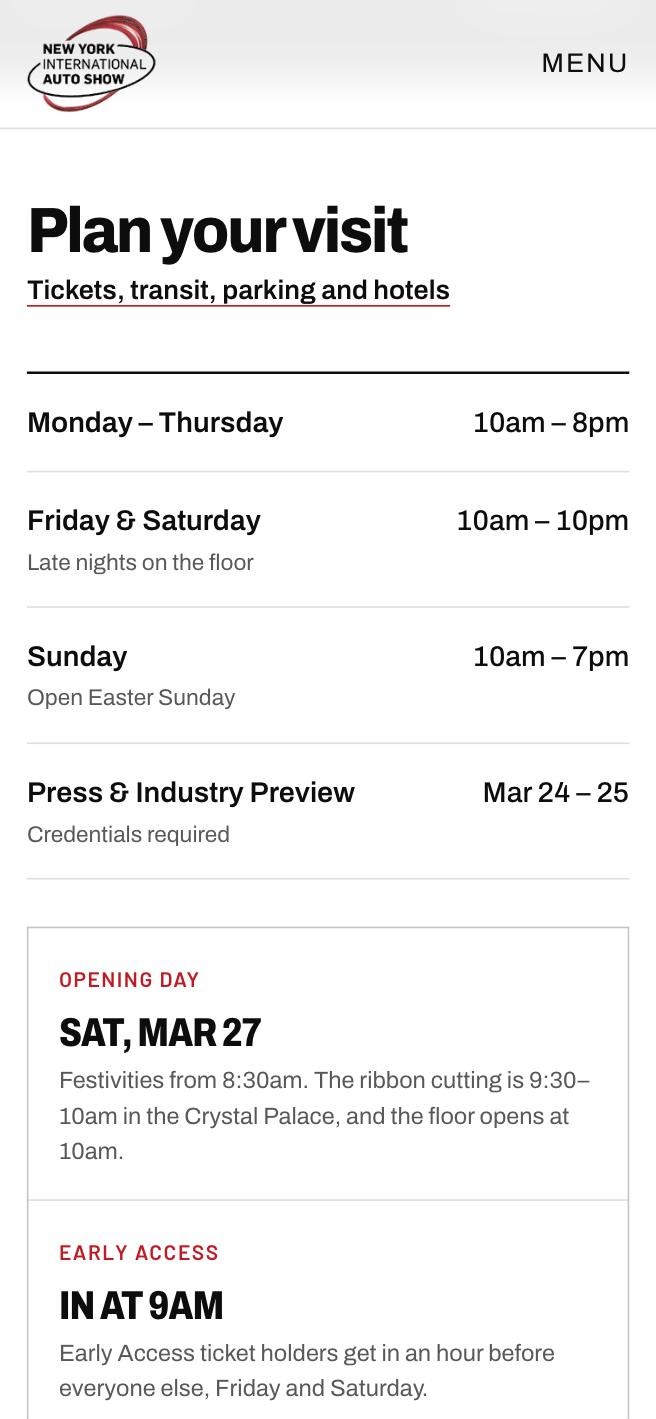 NEW YORK
INTERNATIONAL
AUTO SHOW
MENU
Plan your visit
Tickets, transit, parking and hotels
Monday – Thursday 10am – 8pm
Friday & Saturday 10am – 10pm
Late nights on the floor
Sunday 10am – 7pm
Open Easter Sunday
Press & Industry Preview Mar 24 – 25
Credentials required
OPENING DAY
SAT, MAR 27
Festivities from 8:30am. The ribbon cutting is 9:30–
10am in the Crystal Palace, and the floor opens at
10am.
EARLY ACCESS
IN AT 9AM
Early Access ticket holders get in an hour before
everyone else, Friday and Saturday.